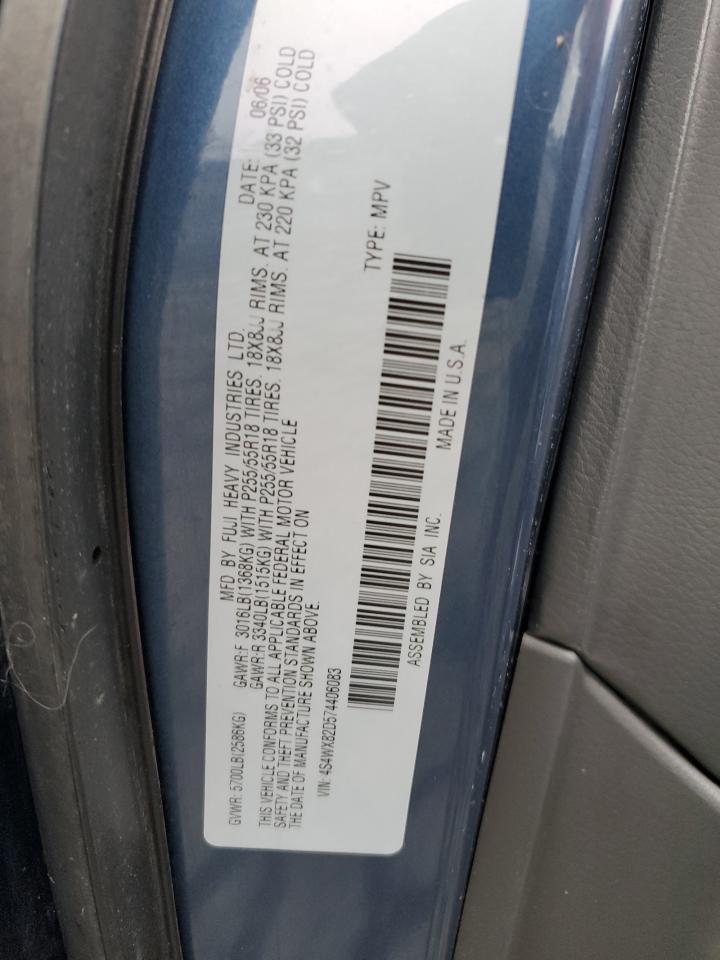 MFD BY FUJI HEAVY INDUSTRIES LTD. DATE: 06/06
GVWR: 5700LB(2586KG) GAWR:F 3016LB(1368KG) WITH P255/55R18 TIRES. 18X8JJ RIMS. AT 230 KPA (33 PSI) COLD
GAWR:R 3340LB(1515KG) WITH P255/55R18 TIRES. 18X8JJ RIMS. AT 220 KPA (32 PSI) COLD
THIS VEHICLE CONFORMS TO ALL APPLICABLE FEDERAL MOTOR VEHICLE
SAFETY AND THEFT PREVENTION STANDARDS IN EFFECT ON
THE DATE OF MANUFACTURE SHOWN ABOVE.
VIN: 4S4WX82D574406083 TYPE: MPV
ASSEMBLED BY SIA INC. MADE IN U.S.A.